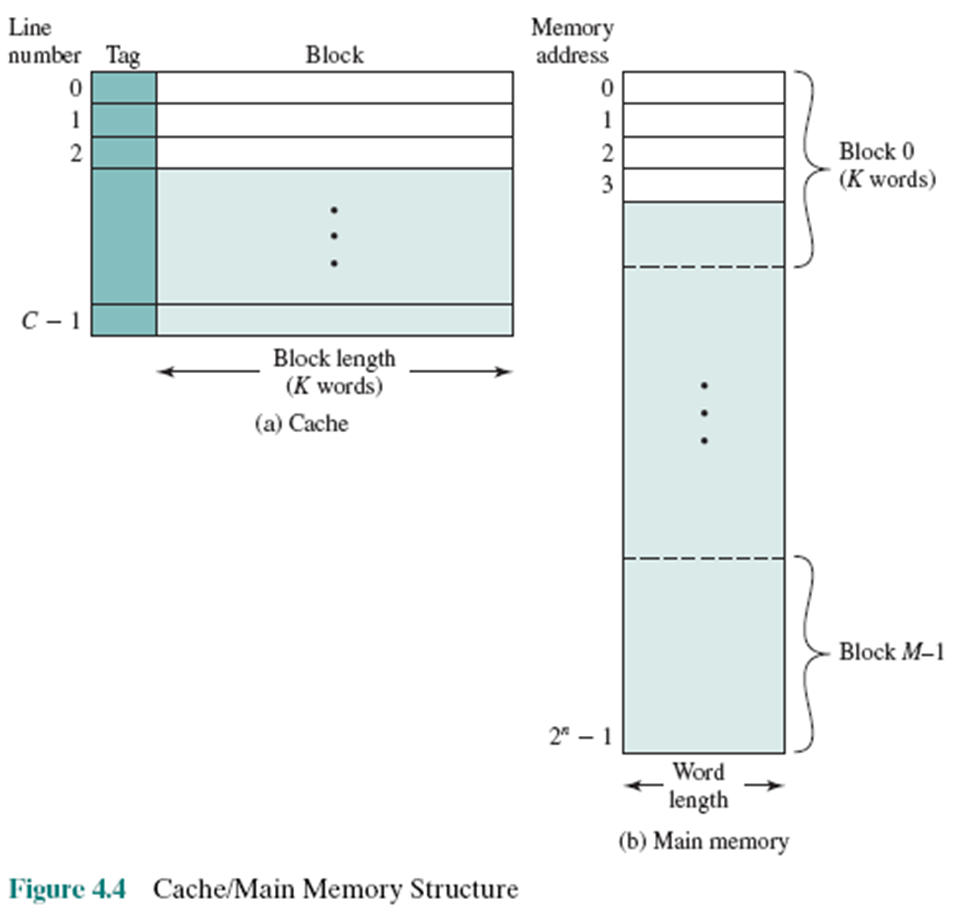 Line
number Tag Block
0
1
2
C – 1
Block length
(K words)
(a) Cache
Memory
address
0
1
2
3
Block 0
(K words)
Block M–1
2ⁿ – 1
Word
length
(b) Main memory
Figure 4.4 Cache/Main Memory Structure